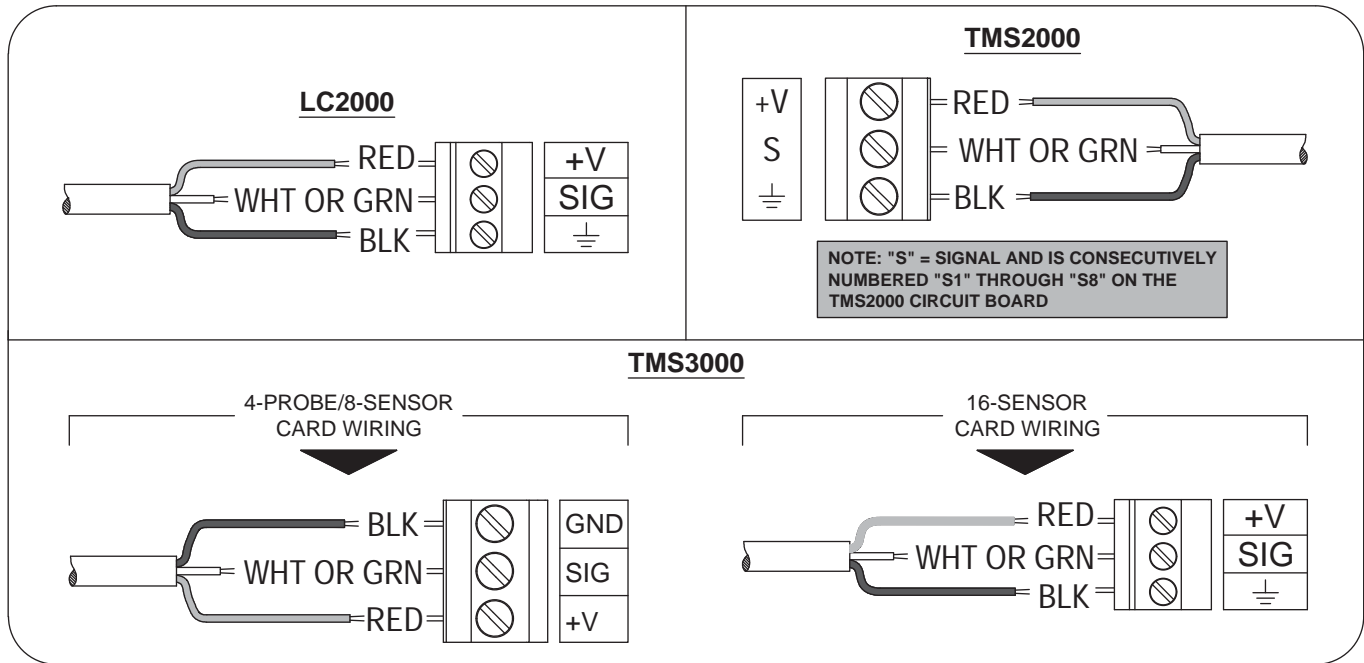 LC2000
RED
WHT OR GRN
BLK
+V
SIG
TMS2000
+V
S
RED
WHT OR GRN
BLK
NOTE: "S" = SIGNAL AND IS CONSECUTIVELY
NUMBERED "S1" THROUGH "S8" ON THE
TMS2000 CIRCUIT BOARD
TMS3000
4-PROBE/8-SENSOR
CARD WIRING
BLK
WHT OR GRN
RED
GND
SIG
+V
16-SENSOR
CARD WIRING
RED
WHT OR GRN
BLK
+V
SIG